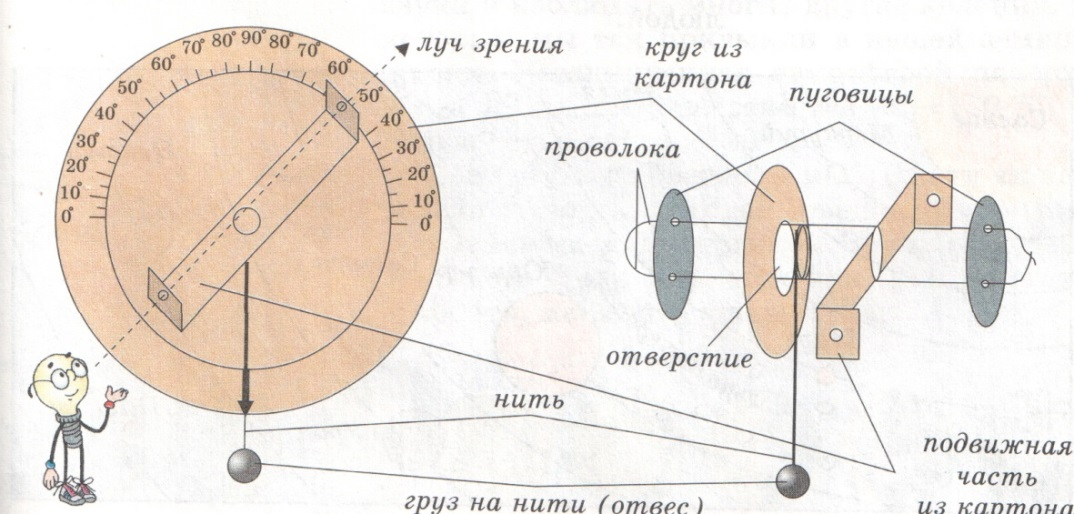 0°
10°
20°
30°
40°
50°
60°
70°
80°
90°
80°
70°
60°
50°
40°
30°
20°
10°
0°
луч зрения
круг из
картона
пуговицы
проволока
отверстие
нить
подвижная
часть
из картона
груз на нити (отвес)